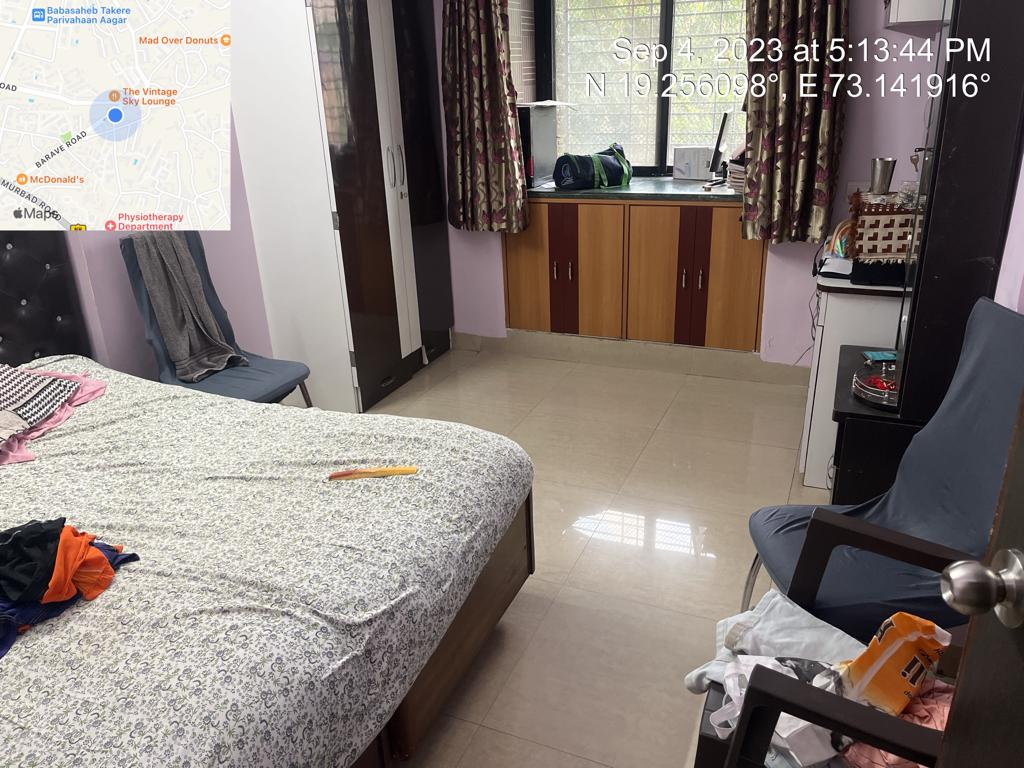 Babasaheb Takere
Parivahaan Aagar
Mad Over Donuts
OAD
The Vintage
Sky Lounge
BARAVE ROAD
McDonald's
MURBAD ROAD
Maps
Physiotherapy
Department
Sep 4, 2023 at 5:13:44 PM
N 19.256098°, E 73.141916°